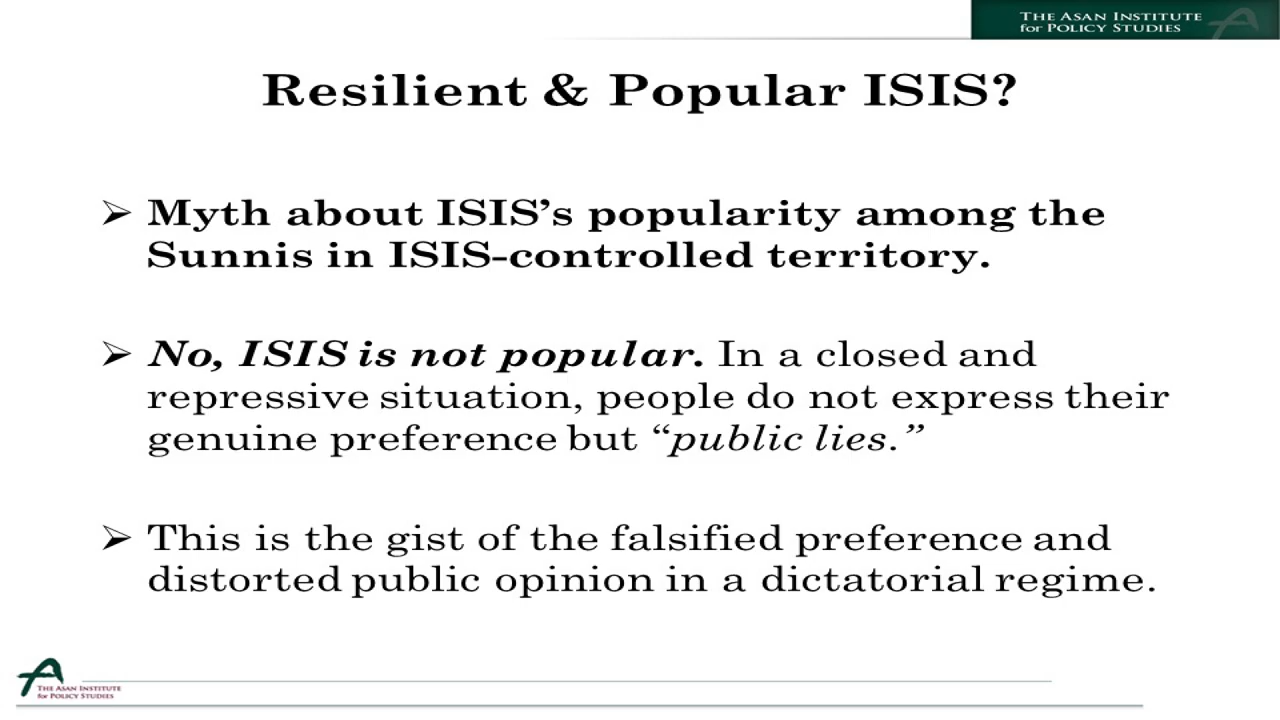 THE ASAN INSTITUTE
for POLICY STUDIES
Resilient & Popular ISIS?
➢ Myth about ISIS’s popularity among the
Sunnis in ISIS-controlled territory.
➢ No, ISIS is not popular. In a closed and
repressive situation, people do not express their
genuine preference but “public lies.”
➢ This is the gist of the falsified preference and
distorted public opinion in a dictatorial regime.
THE ASAN INSTITUTE
for POLICY STUDIES